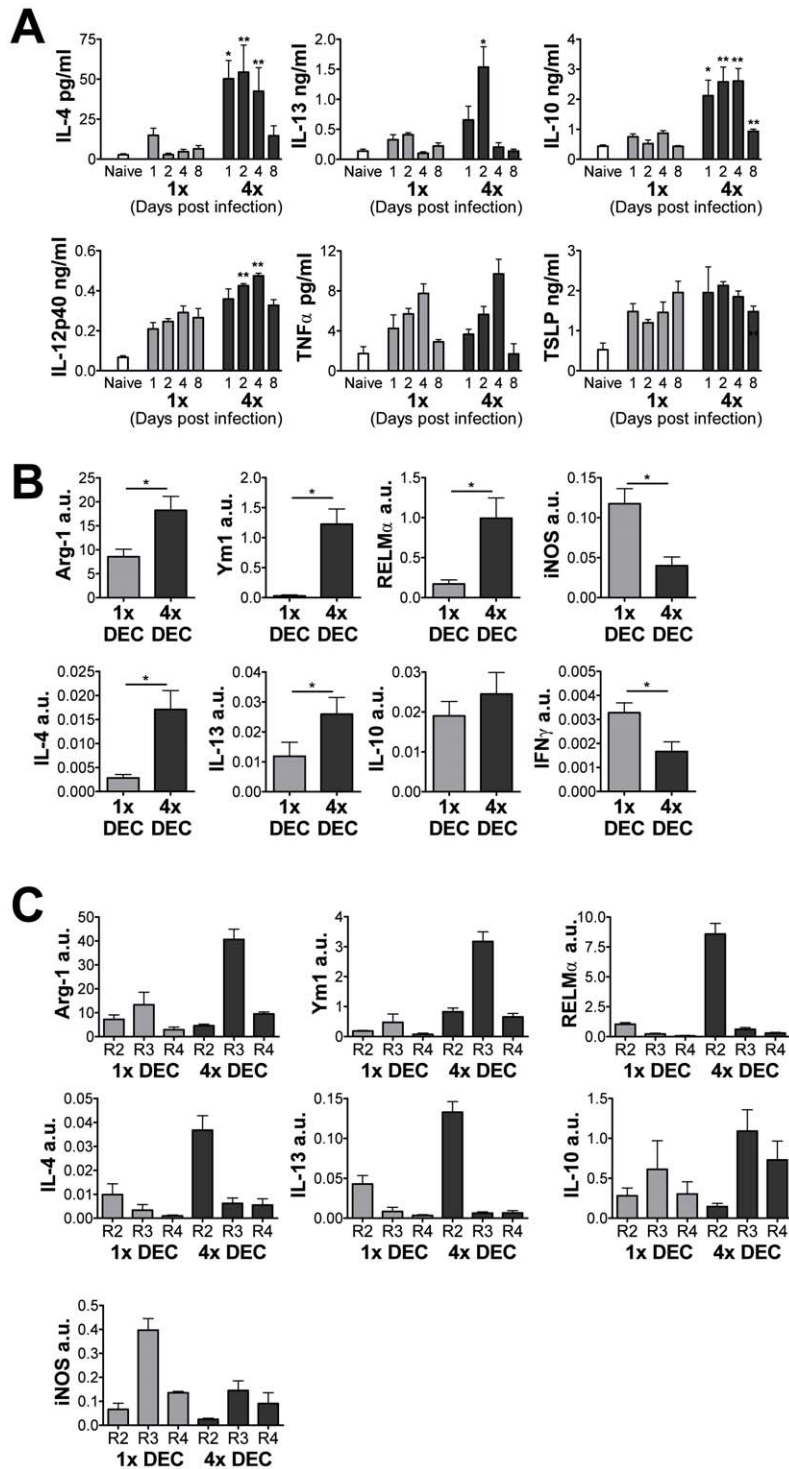 A
IL-4 pg/ml
75
50
25
0
* ** **
Naive 1 2 4 8 1 2 4 8
1x 4x
(Days post infection)
IL-13 ng/ml
2.0
1.5
1.0
0.5
0.0
*
Naive 1 2 4 8 1 2 4 8
1x 4x
(Days post infection)
IL-10 ng/ml
4
3
2
1
0
* ** ** **
Naive 1 2 4 8 1 2 4 8
1x 4x
(Days post infection)
IL-12p40 ng/ml
0.6
0.4
0.2
0.0
** **
Naive 1 2 4 8 1 2 4 8
1x 4x
(Days post infection)
TNFα pg/ml
12
8
4
0
Naive 1 2 4 8 1 2 4 8
1x 4x
(Days post infection)
TSLP ng/ml
3
2
1
0
**
Naive 1 2 4 8 1 2 4 8
1x 4x
(Days post infection)
B
Arg-1 a.u.
25
20
15
10
5
0
*
1x 4x
DEC DEC
Ym1 a.u.
2.0
1.5
1.0
0.5
0.0
*
1x 4x
DEC DEC
RELMα a.u.
1.5
1.0
0.5
0.0
*
1x 4x
DEC DEC
iNOS a.u.
0.15
0.10
0.05
0.00
*
1x 4x
DEC DEC
IL-4 a.u.
0.025
0.020
0.015
0.010
0.005
0.000
*
1x 4x
DEC DEC
IL-13 a.u.
0.04
0.03
0.02
0.01
0.00
*
1x 4x
DEC DEC
IL-10 a.u.
0.03
0.02
0.01
0.00
1x 4x
DEC DEC
IFNγ a.u.
0.005
0.004
0.003
0.002
0.001
0.000
*
1x 4x
DEC DEC
C
Arg-1 a.u.
50
40
30
20
10
0
R2 R3 R4 R2 R3 R4
1x DEC 4x DEC
Ym1 a.u.
4
3
2
1
0
R2 R3 R4 R2 R3 R4
1x DEC 4x DEC
RELMα a.u.
10.0
7.5
5.0
2.5
0.0
R2 R3 R4 R2 R3 R4
1x DEC 4x DEC
IL-4 a.u.
0.05
0.04
0.03
0.02
0.01
0.00
R2 R3 R4 R2 R3 R4
1x DEC 4x DEC
IL-13 a.u.
0.15
0.10
0.05
0.00
R2 R3 R4 R2 R3 R4
1x DEC 4x DEC
IL-10 a.u.
1.5
1.0
0.5
0.0
R2 R3 R4 R2 R3 R4
1x DEC 4x DEC
iNOS a.u.
0.5
0.4
0.3
0.2
0.1
0.0
R2 R3 R4 R2 R3 R4
1x DEC 4x DEC